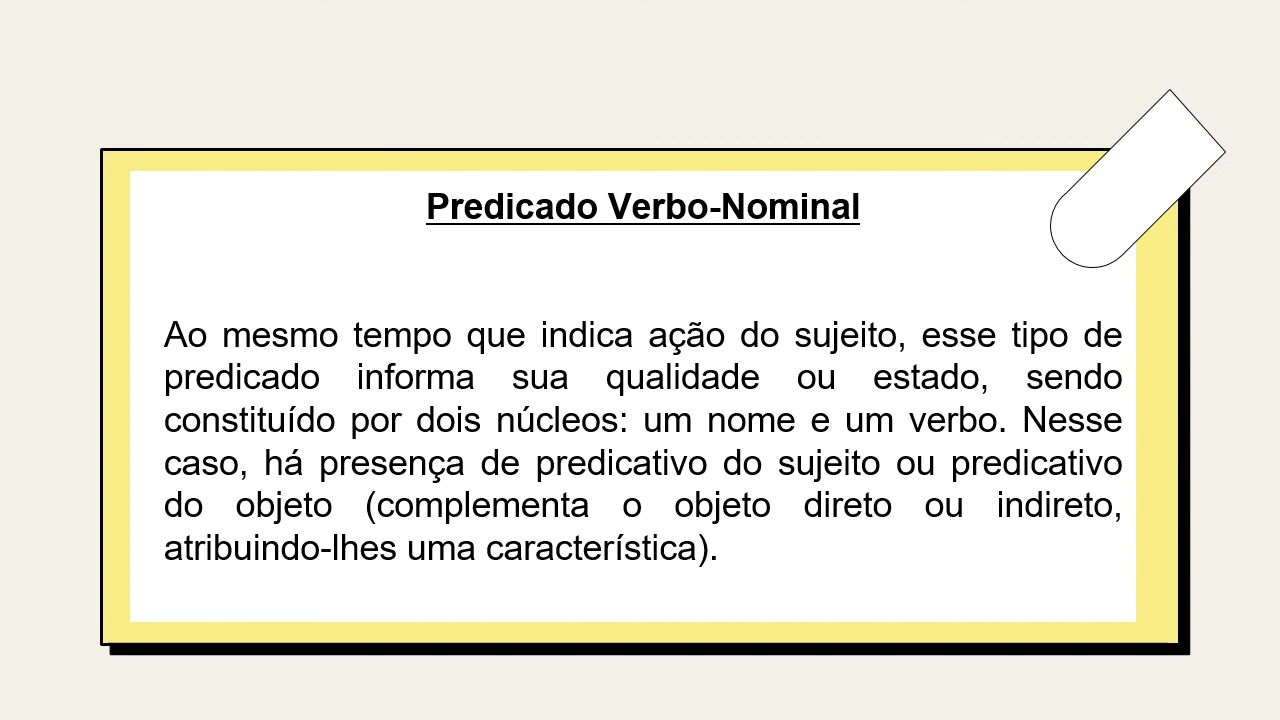 Predicado Verbo-Nominal
Ao mesmo tempo que indica ação do sujeito, esse tipo de
predicado informa sua qualidade ou estado, sendo
constituído por dois núcleos: um nome e um verbo. Nesse
caso, há presença de predicativo do sujeito ou predicativo
do objeto (complementa o objeto direto ou indireto,
atribuindo-lhes uma característica).